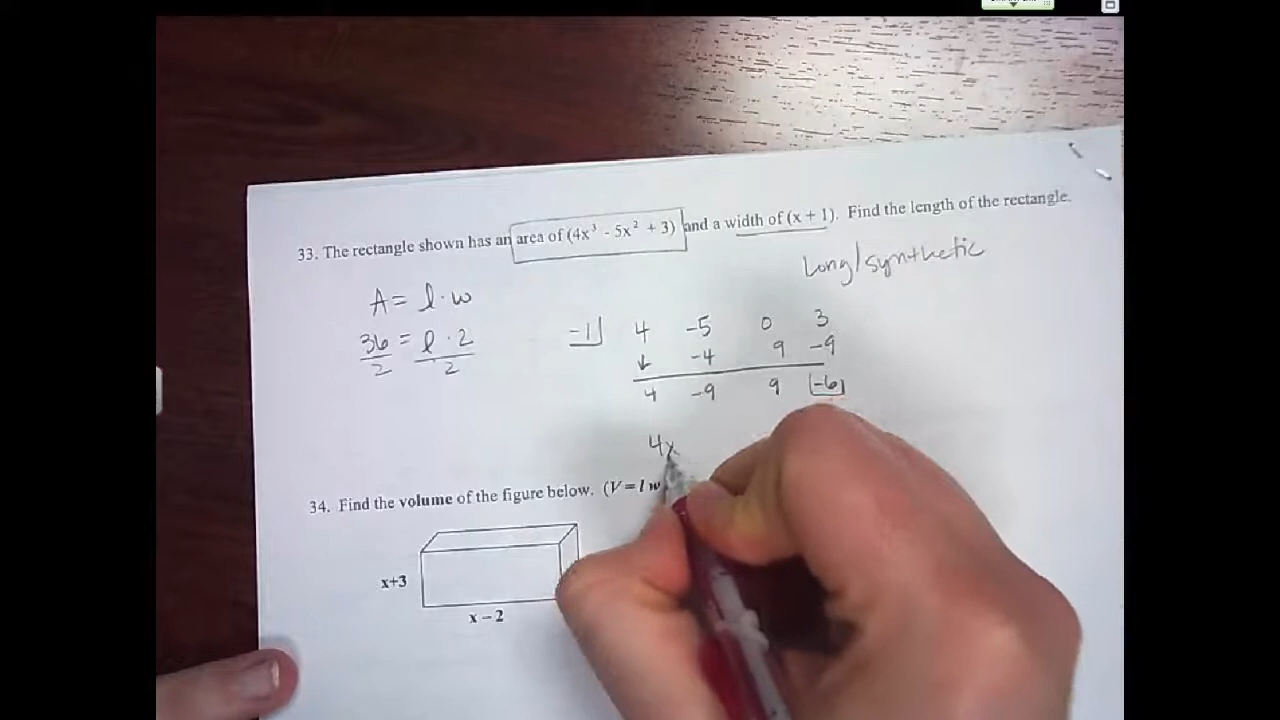 33. The rectangle shown has an area of (4x³ - 5x² + 3) and a width of (x + 1). Find the length of the rectangle.
long/synthetic
A = l · w
36 = l · 2
2 2
-1 4 -5 0 3
↓ -4 9 -9
4 -9 9 -6
4x
34. Find the volume of the figure below. (V = l w
x+3
x – 2